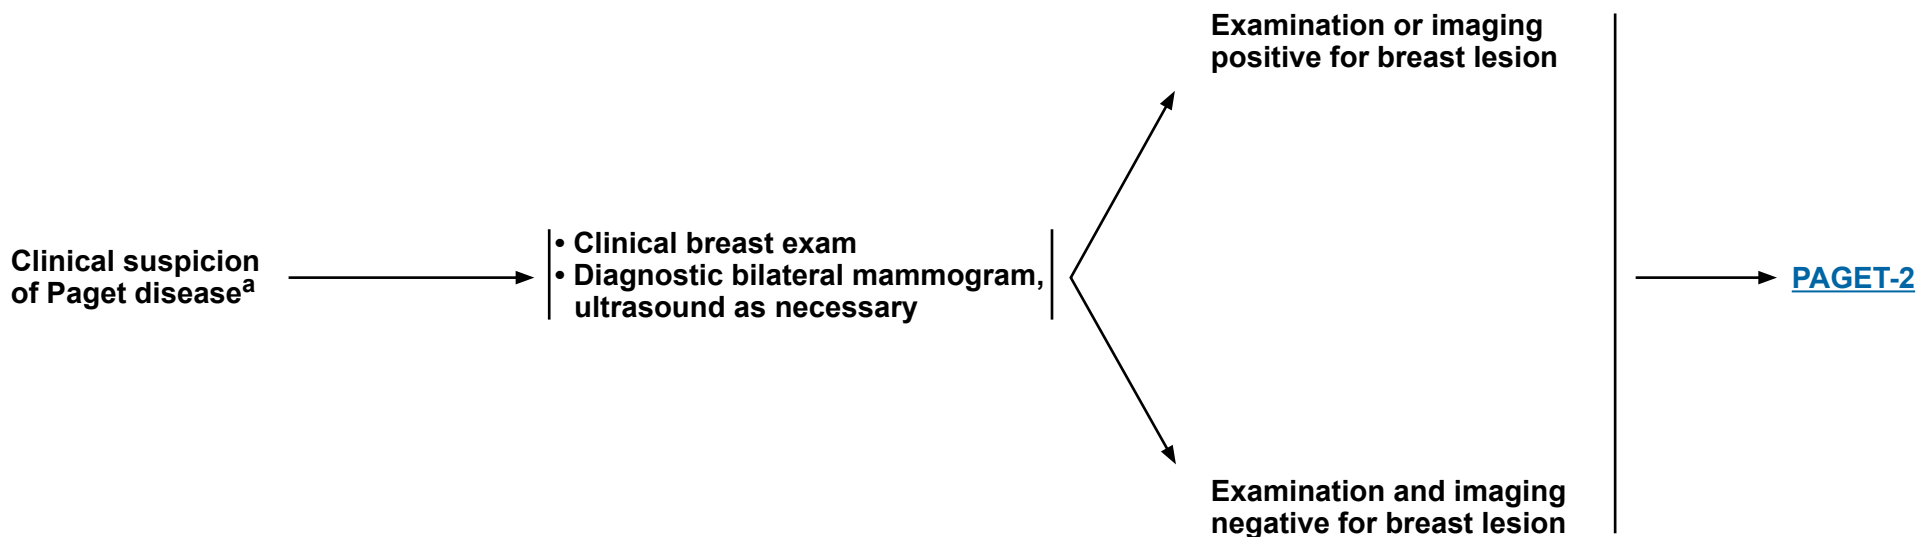 Clinical suspicion
of Paget diseaseᵃ
• Clinical breast exam
• Diagnostic bilateral mammogram,
ultrasound as necessary
Examination or imaging
positive for breast lesion
Examination and imaging
negative for breast lesion
PAGET-2